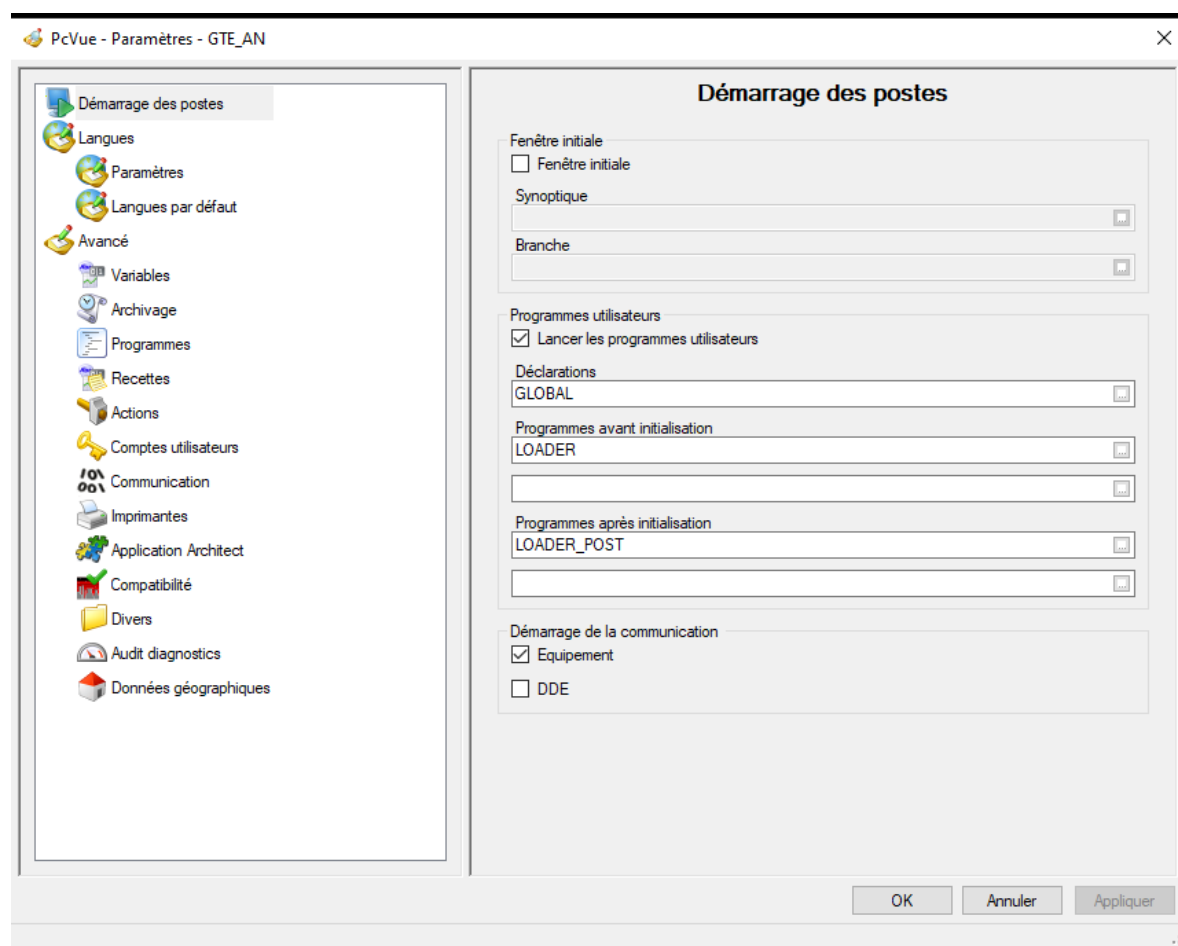 PcVue - Paramètres - GTE_AN
Démarrage des postes
Langues
Paramètres
Langues par défaut
Avancé
Variables
Archivage
Programmes
Recettes
Actions
Comptes utilisateurs
Communication
Imprimantes
Application Architect
Compatibilité
Divers
Audit diagnostics
Données géographiques
Démarrage des postes
Fenêtre initiale
Fenêtre initiale
Synoptique
...
Branche
...
Programmes utilisateurs
Lancer les programmes utilisateurs
Déclarations
GLOBAL ...
Programmes avant initialisation
LOADER ...
...
Programmes après initialisation
LOADER_POST ...
...
Démarrage de la communication
Equipement
DDE
OK Annuler Appliquer